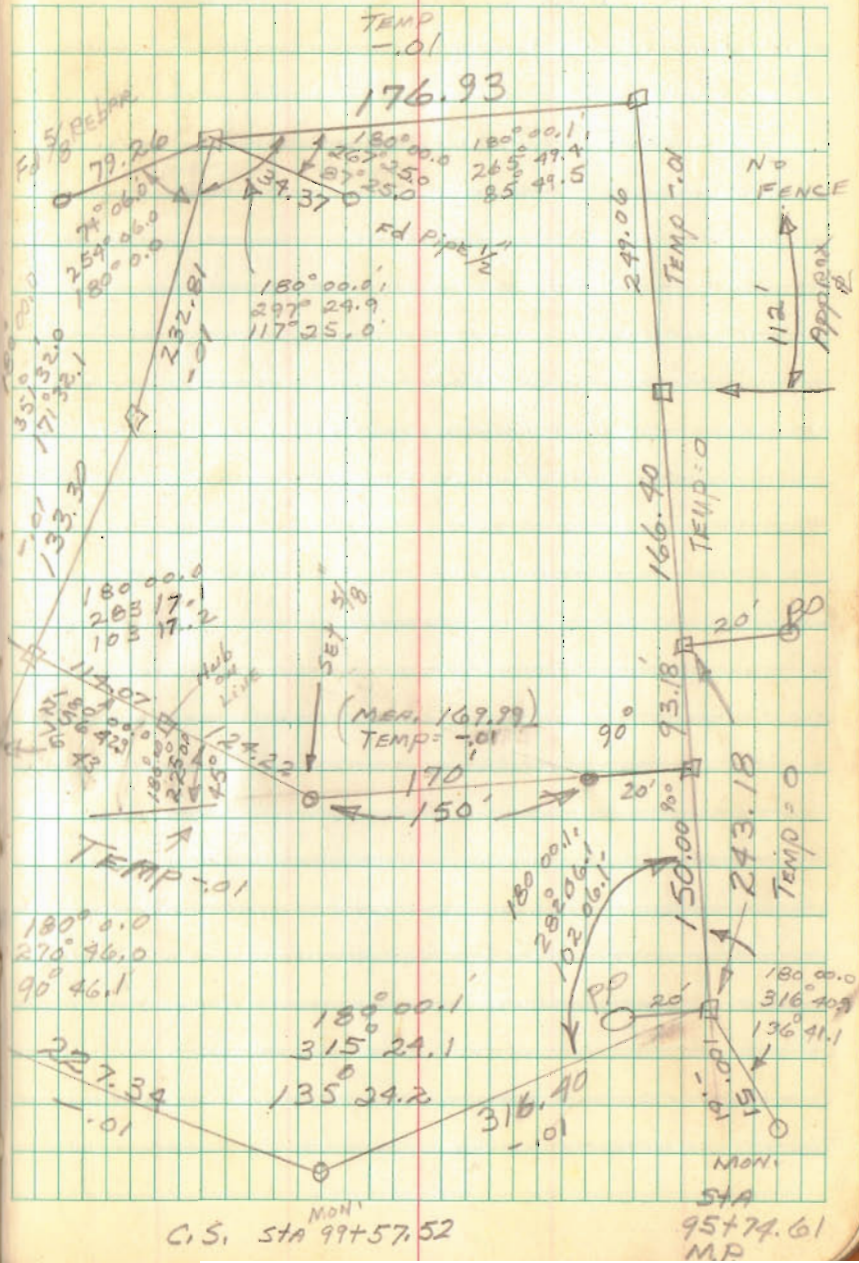 TEMP
-.01
176.93
Fd 5/8 REBAR
79.26
74° 06.0
254° 06.0
180° 0.0
34.37
180° 00.0
267° 25.0
87° 25.0
180° 00.1'
265° 49.4
85° 49.5
Fd PIPE 1/2"
NO
FENCE
249.06
TEMP -.01
112'
APPROX
180° 00.0'
297° 24.9
117° 25.0'
232.81
-.01
351° 32.0
171° 32.1
-.01
133.30
166.40
TEMP = 0
180 00.0
283 17.1
103 17.2
HUB
ON
LINE
114.07
SET 5/8"
20'
PP
93.18'
(MEA. 169.99)
TEMP = -.01
90°
124.22
170'
150'
20'
90°
180° 00
225 00
45°
TEMP -.01
150.00
243.18
TEMP = 0
180 00.1'
282° 06.1
102 06.1'
180° 0.0
270° 46.0
90° 46.1'
PP
20'
180 00.0
136° 41.1
180° 00.1'
315° 24.1
135° 24.2
227.34
-.01
316.40
-.01
MON.
C.S. STA 99+57.52
MON.
STA
95+74.61
M.P.